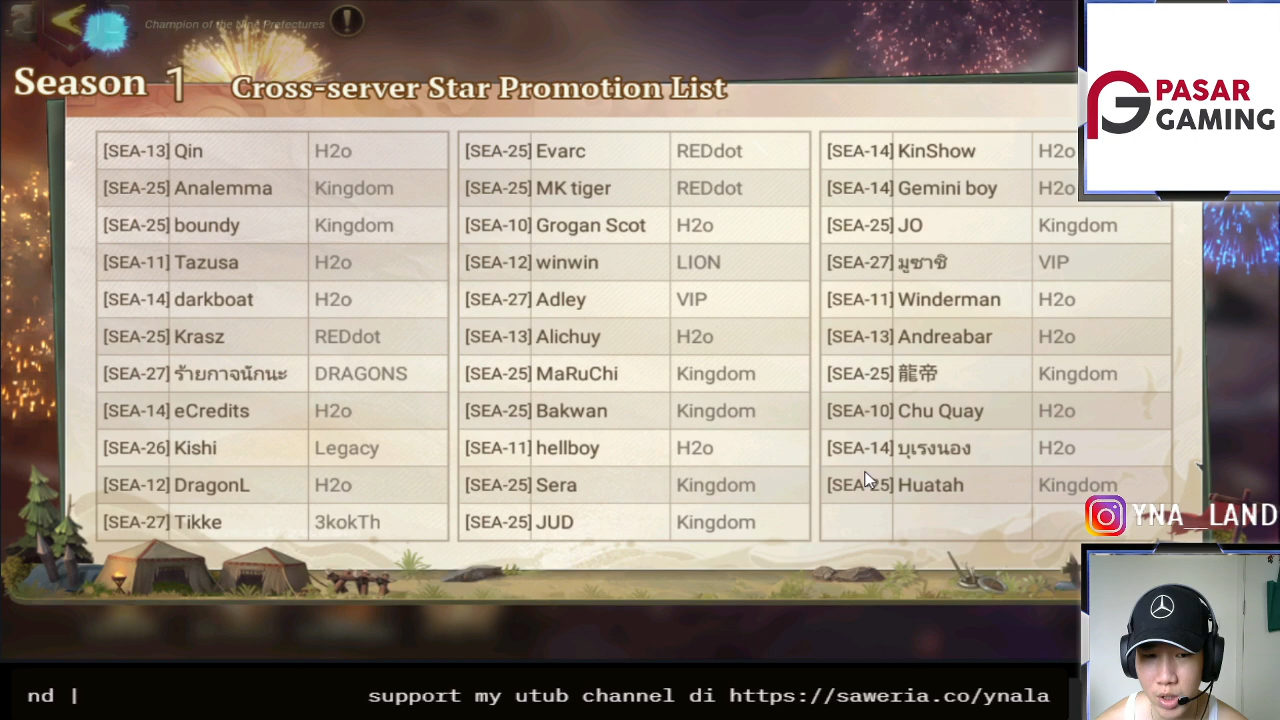 Champion of the Nine Prefectures
Season 1 Cross-server Star Promotion List
[SEA-13] Qin H2o
[SEA-25] Analemma Kingdom
[SEA-25] boundy Kingdom
[SEA-11] Tazusa H2o
[SEA-14] darkboat H2o
[SEA-25] Krasz REDdot
[SEA-27] ร้ายกาจนักนะ DRAGONS
[SEA-14] eCredits H2o
[SEA-26] Kishi Legacy
[SEA-12] DragonL H2o
[SEA-27] Tikke 3kokTh
[SEA-25] Evarc REDdot
[SEA-25] MK tiger REDdot
[SEA-10] Grogan Scot H2o
[SEA-12] winwin LION
[SEA-27] Adley VIP
[SEA-13] Alichuy H2o
[SEA-25] MaRuChi Kingdom
[SEA-25] Bakwan Kingdom
[SEA-11] hellboy H2o
[SEA-25] Sera Kingdom
[SEA-25] JUD Kingdom
[SEA-14] KinShow H2o
[SEA-14] Gemini boy H2o
[SEA-25] JO Kingdom
[SEA-27] มูซาซิ VIP
[SEA-11] Winderman H2o
[SEA-13] Andreabar H2o
[SEA-25] 龍帝 Kingdom
[SEA-10] Chu Quay H2o
[SEA-14] บุเรงนอง H2o
[SEA-25] Huatah Kingdom
PASAR
GAMING
YNA__LAND
nd | support my utub channel di https://saweria.co/ynala